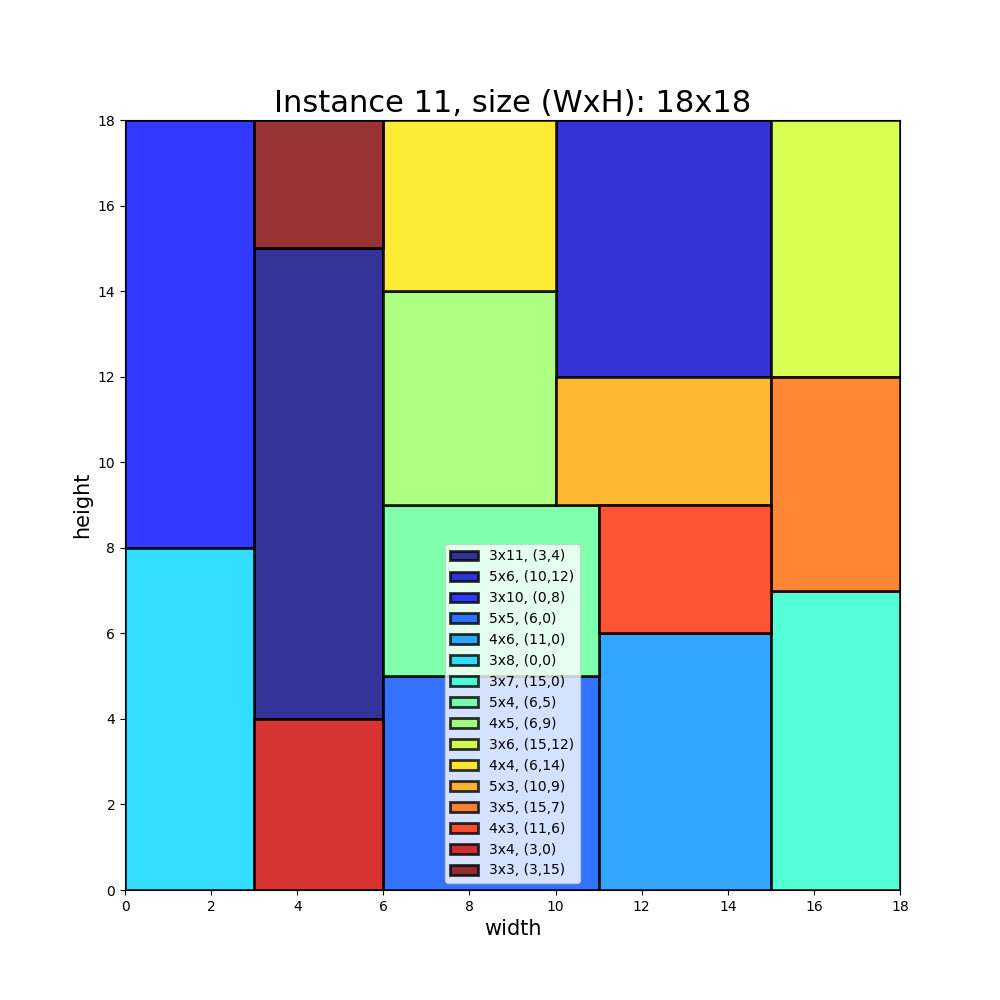 Instance 11, size (WxH): 18x18
18
16
14
12
10
8
6
4
2
0
height
3x11, (3,4)
5x6, (10,12)
3x10, (0,8)
5x5, (6,0)
4x6, (11,0)
3x8, (0,0)
3x7, (15,0)
5x4, (6,5)
4x5, (6,9)
3x6, (15,12)
4x4, (6,14)
5x3, (10,9)
3x5, (15,7)
4x3, (11,6)
3x4, (3,0)
3x3, (3,15)
0 2 4 6 8 10 12 14 16 18
width